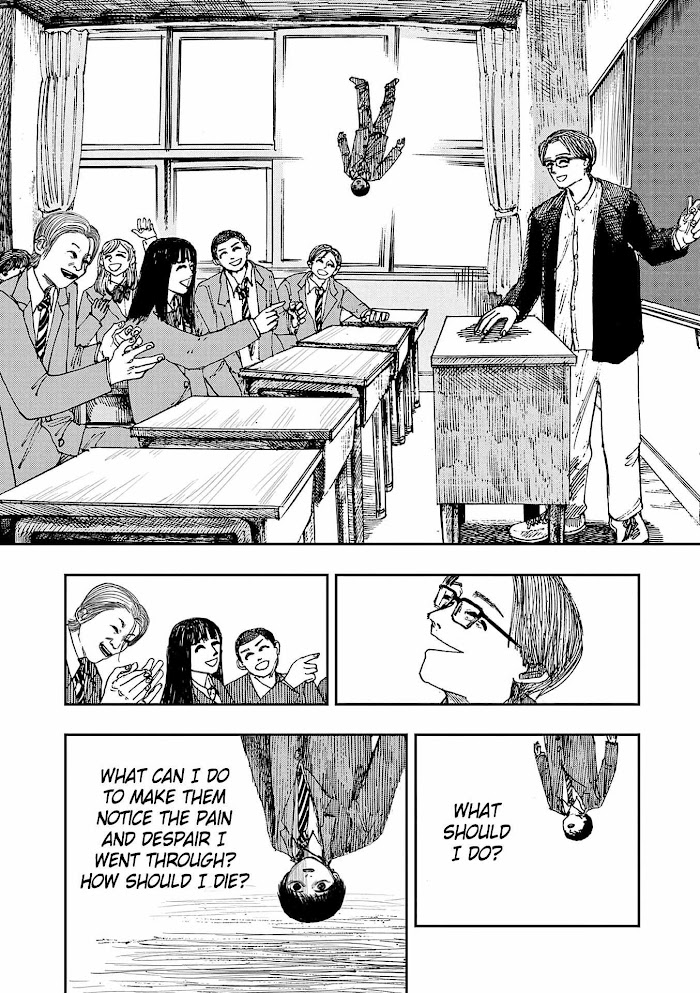 WHAT
SHOULD
I DO?
WHAT CAN I DO
TO MAKE THEM
NOTICE THE PAIN
AND DESPAIR I
WENT THROUGH?
HOW SHOULD I DIE?